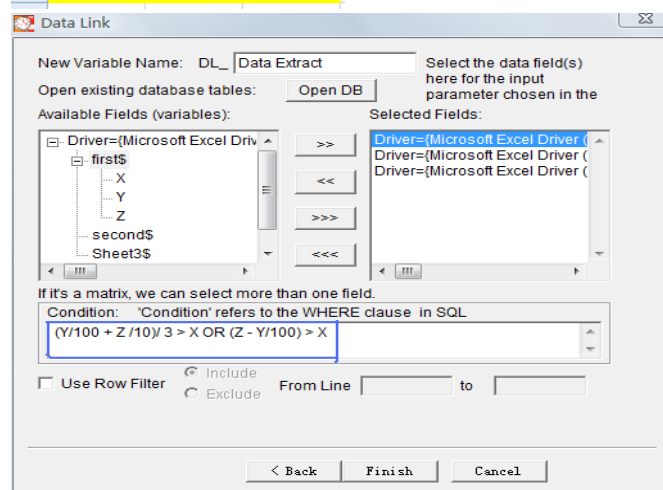 Data Link
New Variable Name: DL_ Data Extract
Select the data field(s)
here for the input
parameter chosen in the
Open existing database tables: Open DB
Available Fields (variables):
Selected Fields:
Driver={Microsoft Excel Driv
first$
X
Y
Z
second$
Sheet3$
>>
<<
>>>
<<<
Driver={Microsoft Excel Driver (
Driver={Microsoft Excel Driver (
Driver={Microsoft Excel Driver (
If it's a matrix, we can select more than one field.
Condition: 'Condition' refers to the WHERE clause in SQL
(Y/100 + Z /10)/ 3 > X OR (Z - Y/100) > X
Use Row Filter
Include
Exclude
From Line to
< Back Finish Cancel